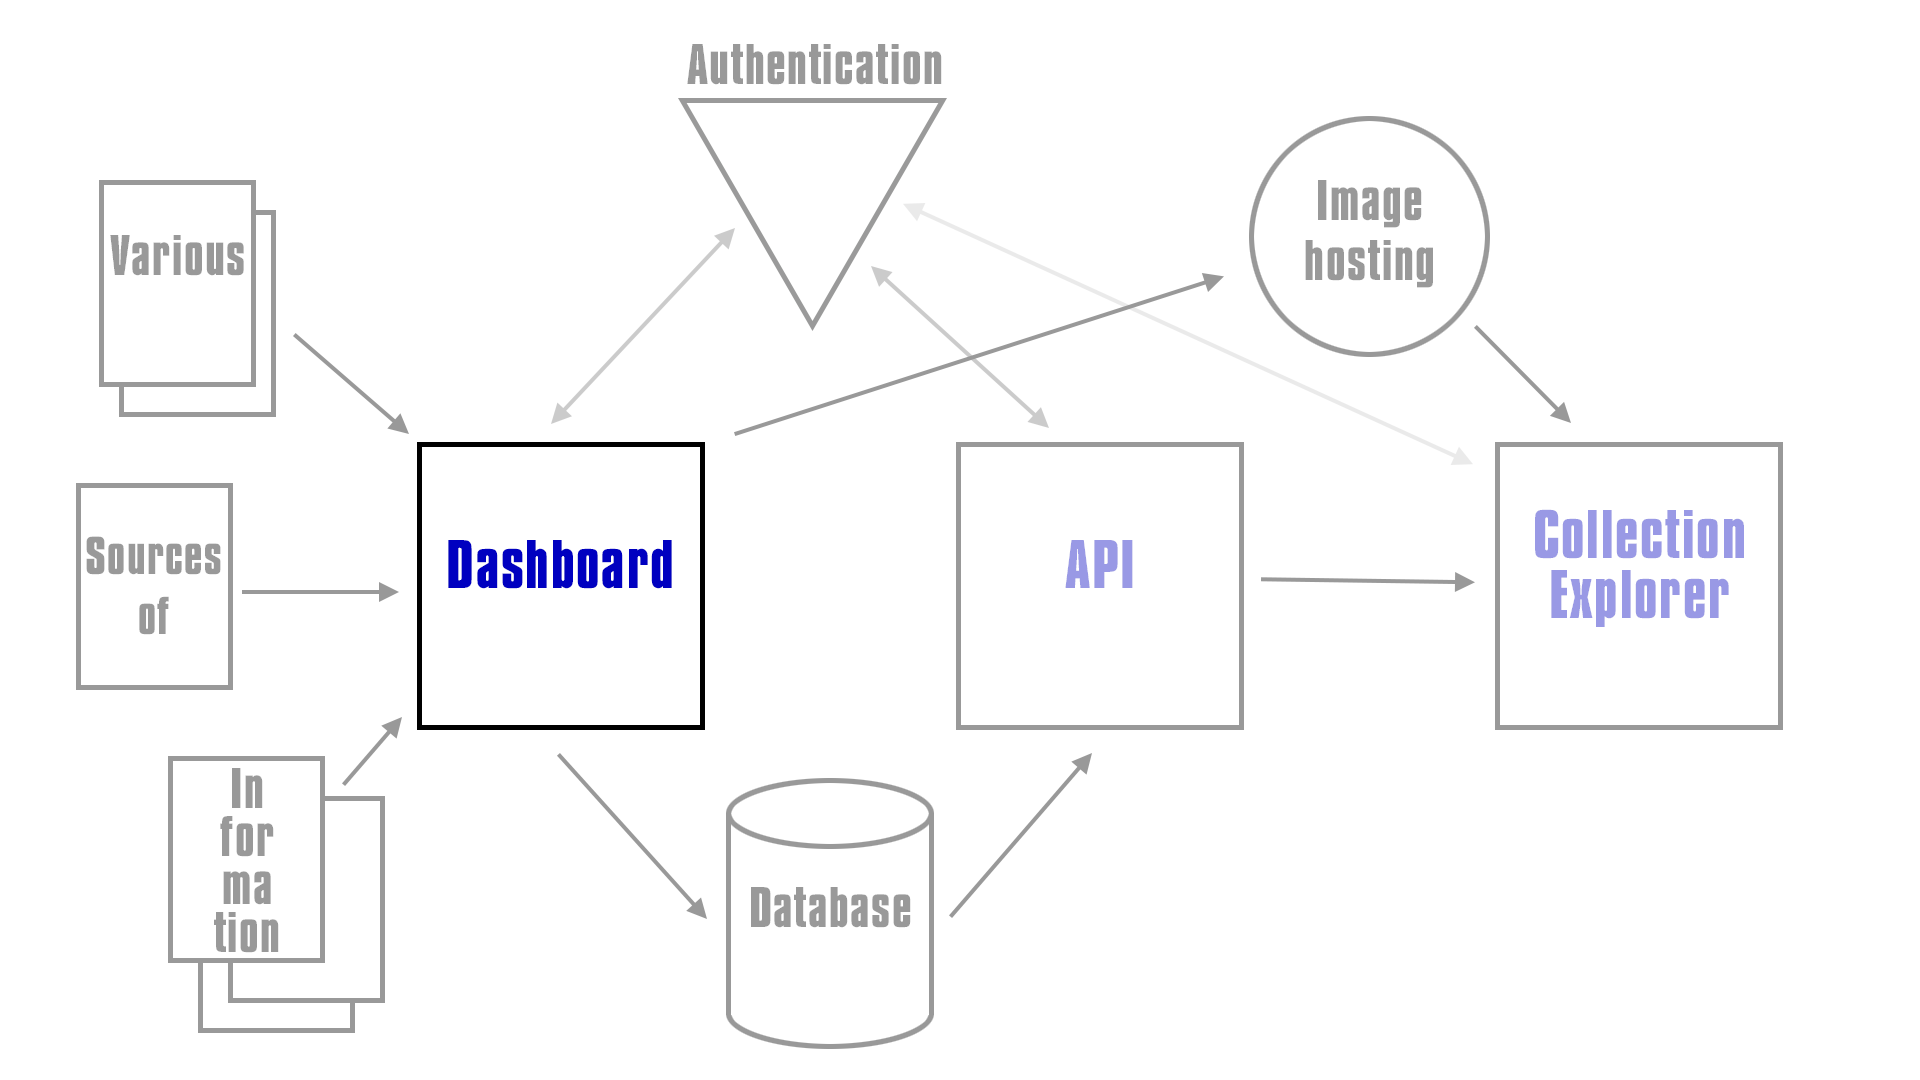 Authentication
Image
hosting
Various
Sources
of
In
for
ma
tion
Dashboard
API
Collection
Explorer
Database